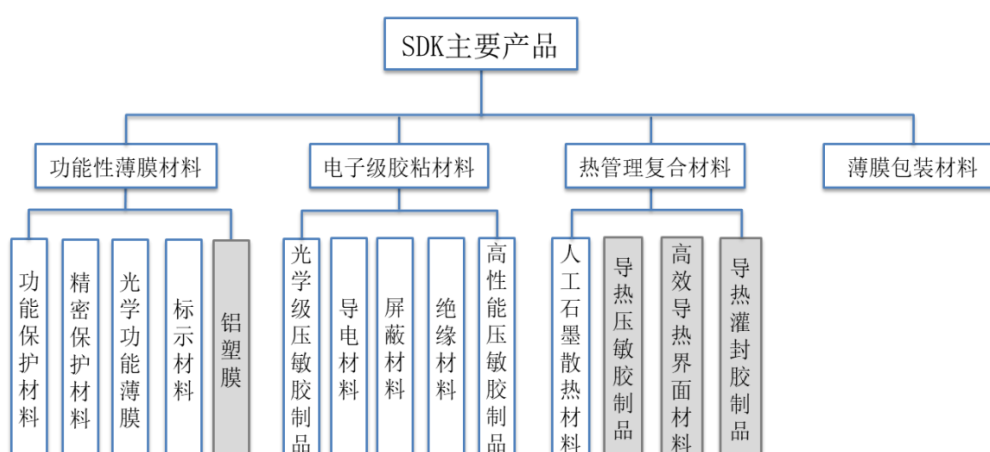 SDK主要产品
功能性薄膜材料
电子级胶粘材料
热管理复合材料
薄膜包装材料
功能保护材料
精密保护材料
光学功能薄膜
标示材料
铝塑膜
光学级压敏胶制品
导电材料
屏蔽材料
绝缘材料
高性能压敏胶制品
人工石墨散热材料
导热压敏胶制品
高效导热界面材料
导热灌封胶制品